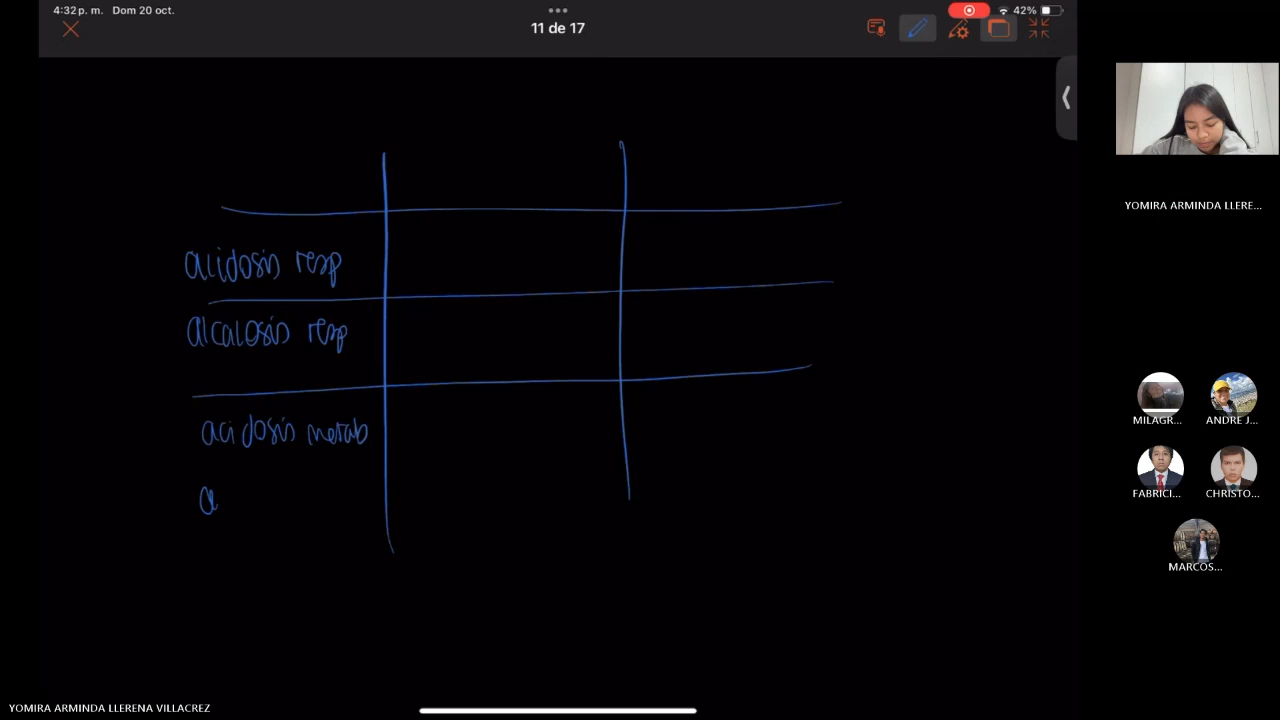 4:32 p. m. Dom 20 oct.
42%
11 de 17
acidosis resp
alcalosis resp
acidosis metab
a
YOMIRA ARMINDA LLERE...
MILAGR...
ANDRE J...
FABRICI...
CHRISTO...
MARCOS...
YOMIRA ARMINDA LLERENA VILLACREZ